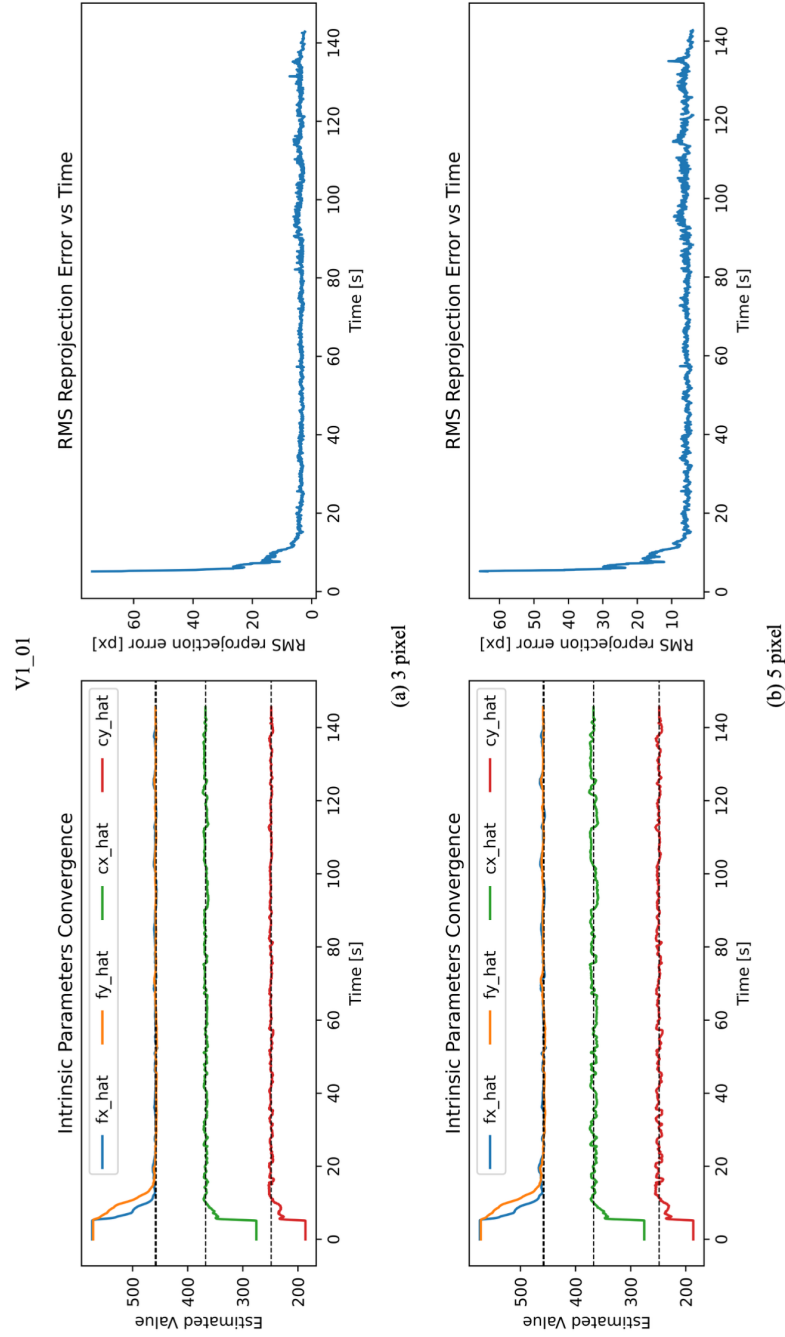 V1_01
Intrinsic Parameters Convergence
fx_hat fy_hat cx_hat cy_hat
Estimated Value
500
400
300
200
0 20 40 60 80 100 120 140
Time [s]
RMS Reprojection Error vs Time
RMS reprojection error [px]
60
40
20
0
0 20 40 60 80 100 120 140
Time [s]
(a) 3 pixel
Intrinsic Parameters Convergence
fx_hat fy_hat cx_hat cy_hat
Estimated Value
500
400
300
200
0 20 40 60 80 100 120 140
Time [s]
RMS Reprojection Error vs Time
RMS reprojection error [px]
60
50
40
30
20
10
0 20 40 60 80 100 120 140
Time [s]
(b) 5 pixel